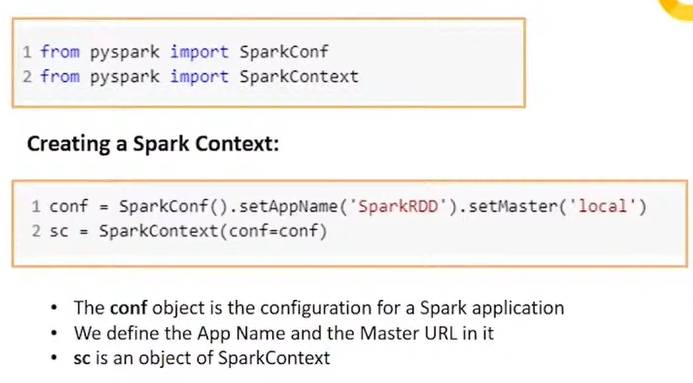 1 from pyspark import SparkConf
2 from pyspark import SparkContext
Creating a Spark Context:
1 conf = SparkConf().setAppName('SparkRDD').setMaster('local')
2 sc = SparkContext(conf=conf)
• The conf object is the configuration for a Spark application
• We define the App Name and the Master URL in it
• sc is an object of SparkContext